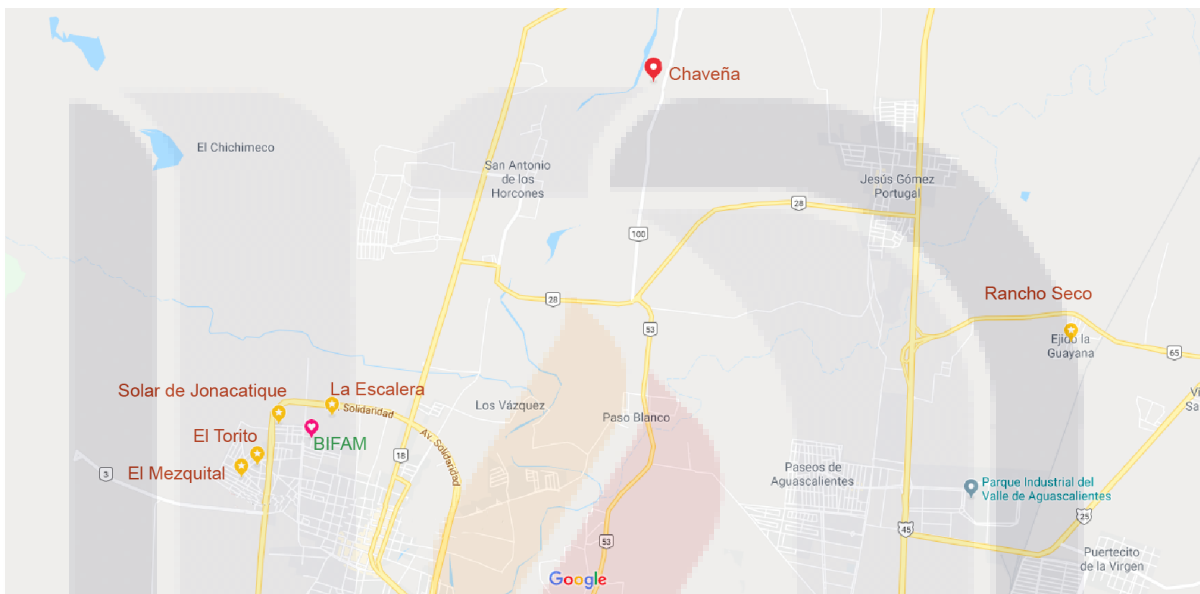 Chaveña
El Chichimeco
San Antonio
de los
Horcones
Jesús Gómez
Portugal
28
100
Rancho Seco
28
53
Ejido la
Guayana
65
Solar de Jonacatique
La Escalera
Solidaridad
Los Vázquez
Paso Blanco
El Torito
BIFAM
Av. Solidaridad
18
El Mezquital
Paseos de
Aguascalientes
Parque Industrial del
Valle de Aguascalientes
25
45
53
Puertecito
de la Virgen
Google